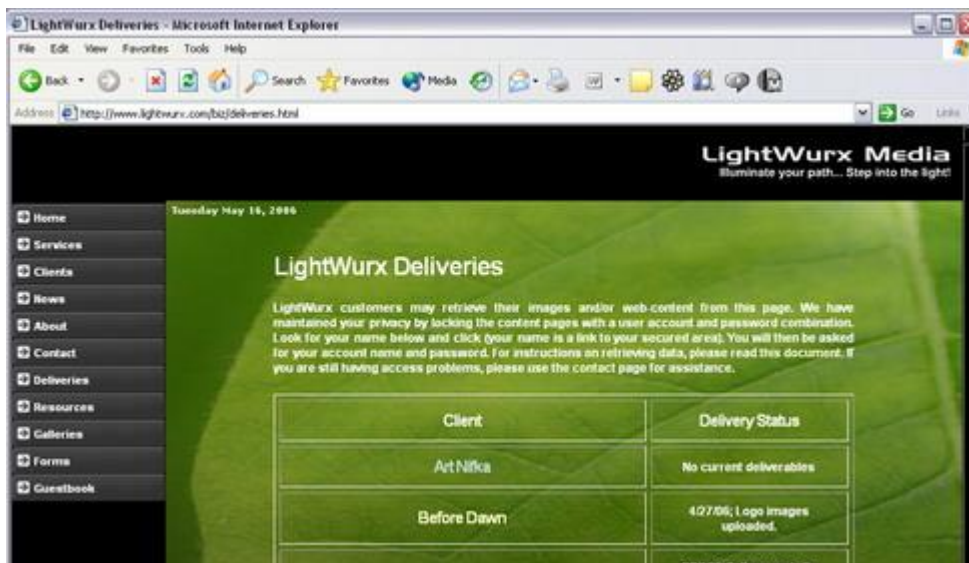 LightWurx Deliveries - Microsoft Internet Explorer
File Edit View Favorites Tools Help
Back Search Favorites Media
Address http://www.lightwurx.com/biz/deliveries.html Go Links
LightWurx Media
Illuminate your path... Step into the light!
Tuesday May 16, 2006
Home
Services
Clients
News
About
Contact
Deliveries
Resources
Galleries
Forms
Guestbook
LightWurx Deliveries
LightWurx customers may retrieve their images and/or web-content from this page. We have
maintained your privacy by locking the content pages with a user account and password combination.
Look for your name below and click (your name is a link to your secured area). You will then be asked
for your account name and password. For instructions on retrieving data, please read this document. If
you are still having access problems, please use the contact page for assistance.
Client Delivery Status
Art Nifka No current deliverables
Before Dawn 4/27/06; Logo images
uploaded.